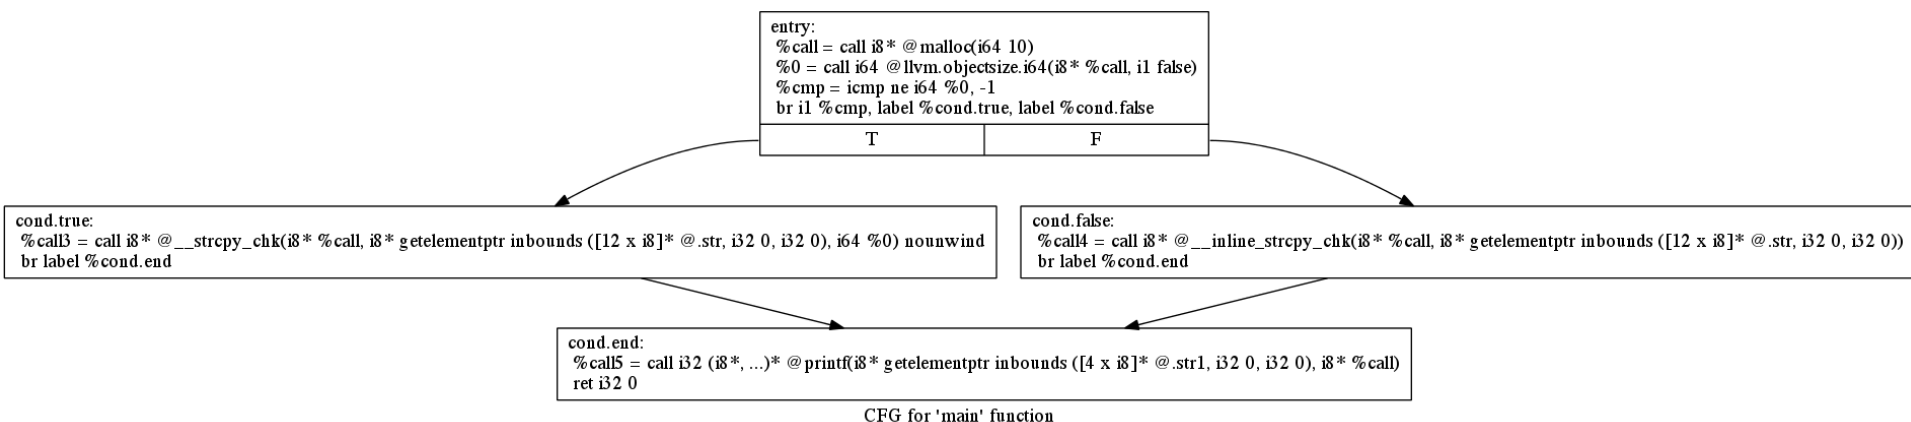 entry:
%call = call i8* @malloc(i64 10)
%0 = call i64 @llvm.objectsize.i64(i8* %call, i1 false)
%cmp = icmp ne i64 %0, -1
br i1 %cmp, label %cond.true, label %cond.false
T F
cond.true:
%call3 = call i8* @__strcpy_chk(i8* %call, i8* getelementptr inbounds ([12 x i8]* @.str, i32 0, i32 0), i64 %0) nounwind
br label %cond.end
cond.false:
%call4 = call i8* @__inline_strcpy_chk(i8* %call, i8* getelementptr inbounds ([12 x i8]* @.str, i32 0, i32 0))
br label %cond.end
cond.end:
%call5 = call i32 (i8*, ...)* @printf(i8* getelementptr inbounds ([4 x i8]* @.str1, i32 0, i32 0), i8* %call)
ret i32 0
CFG for 'main' function